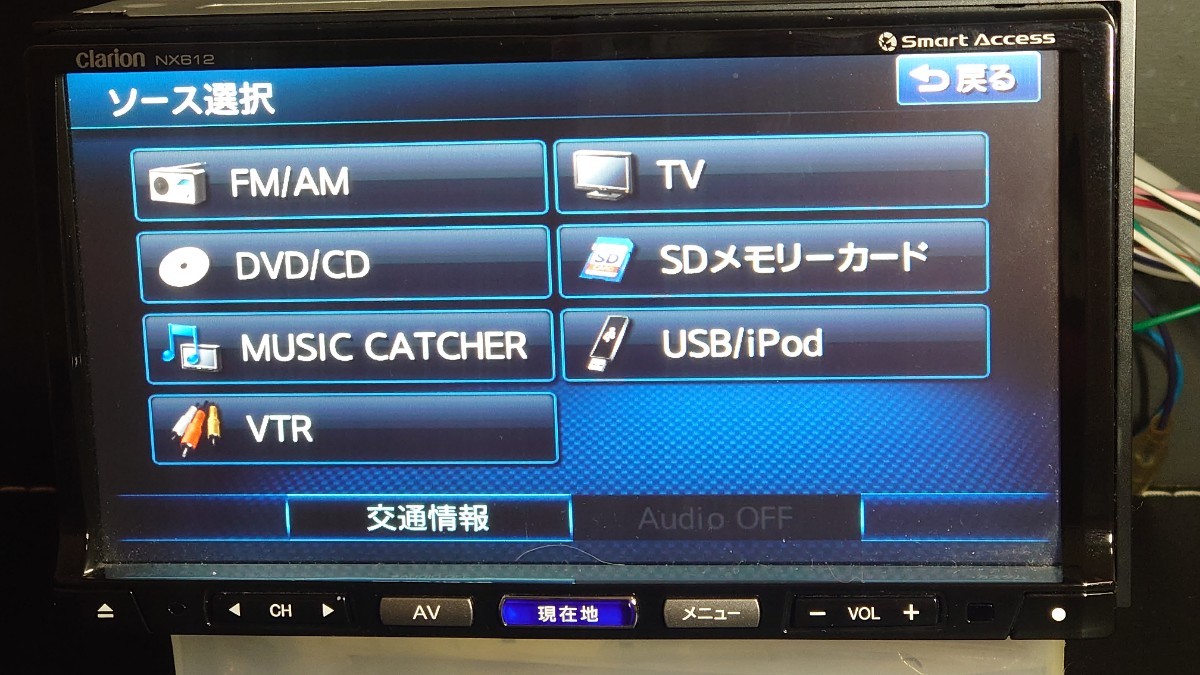 clarion NX612
Smart Access
ソース選択
戻る
FM/AM
TV
DVD/CD
SD
SDメモリーカード
MUSIC CATCHER
USB/iPod
VTR
交通情報
Audio OFF
CH
AV
現在地
メニュー
− VOL +